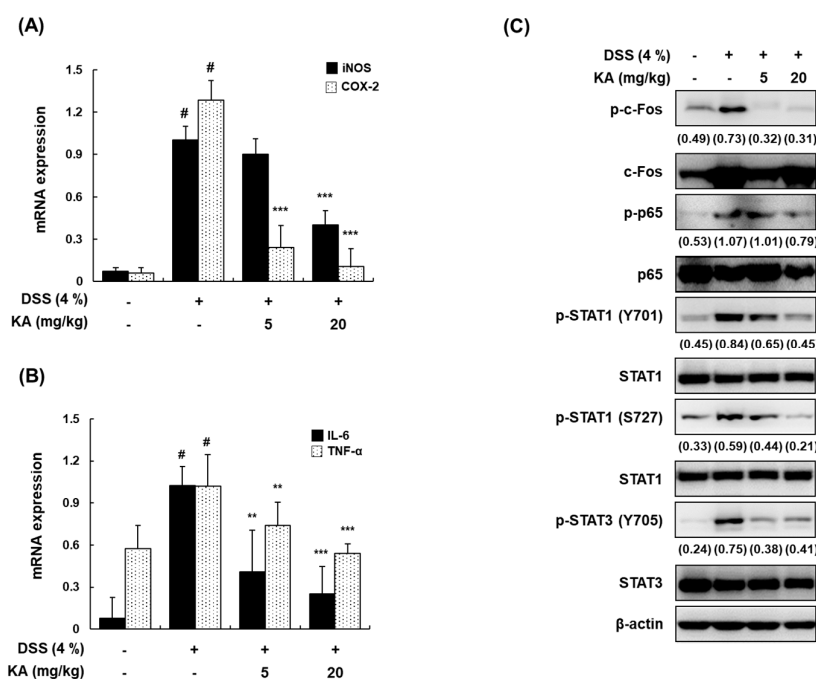 (A)
1.5
1.2
0.9
0.6
0.3
0
mRNA expression
iNOS
COX-2
#
#
***
***
***
DSS (4 %) - + + +
KA (mg/kg) - - 5 20
(B)
1.5
1.2
0.9
0.6
0.3
0
mRNA expression
IL-6
TNF-α
#
#
**
**
***
***
DSS (4 %) - + + +
KA (mg/kg) - - 5 20
(C)
DSS (4 %) - + + +
KA (mg/kg) - - 5 20
p-c-Fos
(0.49) (0.73) (0.32) (0.31)
c-Fos
p-p65
(0.53) (1.07) (1.01) (0.79)
p65
p-STAT1 (Y701)
(0.45) (0.84) (0.65) (0.45
STAT1
p-STAT1 (S727)
(0.33) (0.59) (0.44) (0.21)
STAT1
p-STAT3 (Y705)
(0.24) (0.75) (0.38) (0.41)
STAT3
β-actin